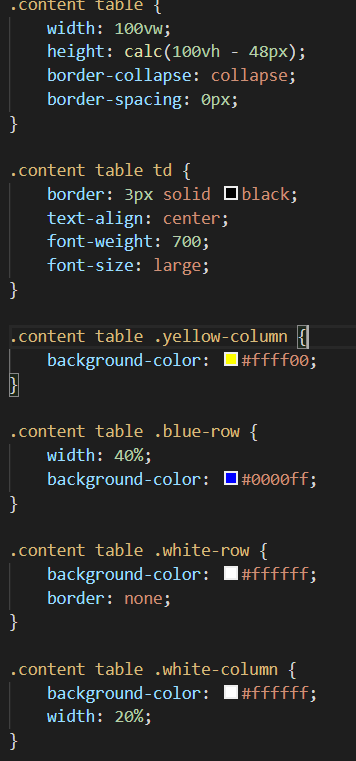 .content table {
    width: 100vw;
    height: calc(100vh - 48px);
    border-collapse: collapse;
    border-spacing: 0px;
}

.content table td {
    border: 3px solid black;
    text-align: center;
    font-weight: 700;
    font-size: large;
}

.content table .yellow-column {
    background-color: #ffff00;
}

.content table .blue-row {
    width: 40%;
    background-color: #0000ff;
}

.content table .white-row {
    background-color: #ffffff;
    border: none;
}

.content table .white-column {
    background-color: #ffffff;
    width: 20%;
}